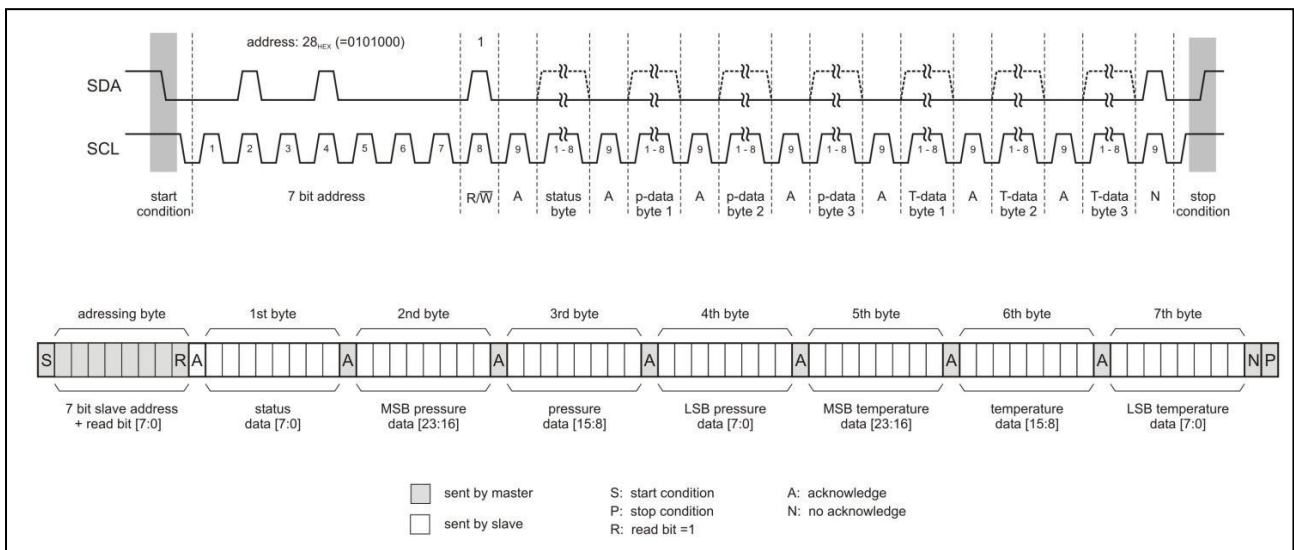 address: 28HEX (=0101000) 1
SDA
SCL 1 2 3 4 5 6 7 8 9 1 - 8 9 1 - 8 9 1 - 8 9 1 - 8 9 1 - 8 9 1 - 8 9 1 - 8 9
start condition 7 bit address R/W A status byte A p-data byte 1 A p-data byte 2 A p-data byte 3 A T-data byte 1 A T-data byte 2 A T-data byte 3 N stop condition
adressing byte 1st byte 2nd byte 3rd byte 4th byte 5th byte 6th byte 7th byte
S R A A A A A A A N P
7 bit slave address + read bit [7:0] status data [7:0] MSB pressure data [23:16] pressure data [15:8] LSB pressure data [7:0] MSB temperature data [23:16] temperature data [15:8] LSB temperature data [7:0]
sent by master S: start condition A: acknowledge
P: stop condition N: no acknowledge
sent by slave R: read bit =1